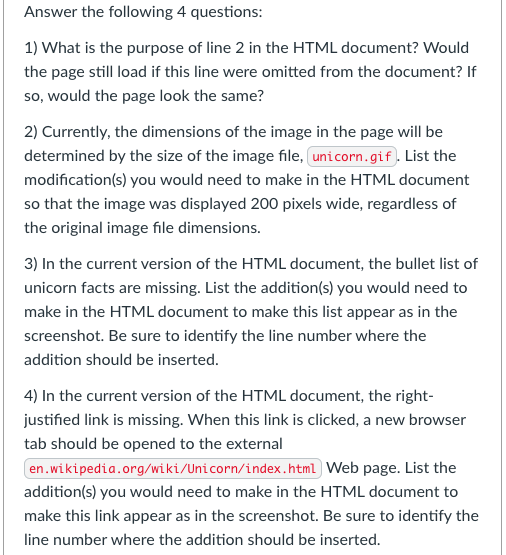 Answer the following 4 questions:
1) What is the purpose of line 2 in the HTML document? Would
the page still load if this line were omitted from the document? If
so, would the page look the same?
2) Currently, the dimensions of the image in the page will be
determined by the size of the image file, unicorn.gif. List the
modification(s) you would need to make in the HTML document
so that the image was displayed 200 pixels wide, regardless of
the original image file dimensions.
3) In the current version of the HTML document, the bullet list of
unicorn facts are missing. List the addition(s) you would need to
make in the HTML document to make this list appear as in the
screenshot. Be sure to identify the line number where the
addition should be inserted.
4) In the current version of the HTML document, the right-
justified link is missing. When this link is clicked, a new browser
tab should be opened to the external
en.wikipedia.org/wiki/Unicorn/index.html Web page. List the
addition(s) you would need to make in the HTML document to
make this link appear as in the screenshot. Be sure to identify the
line number where the addition should be inserted.